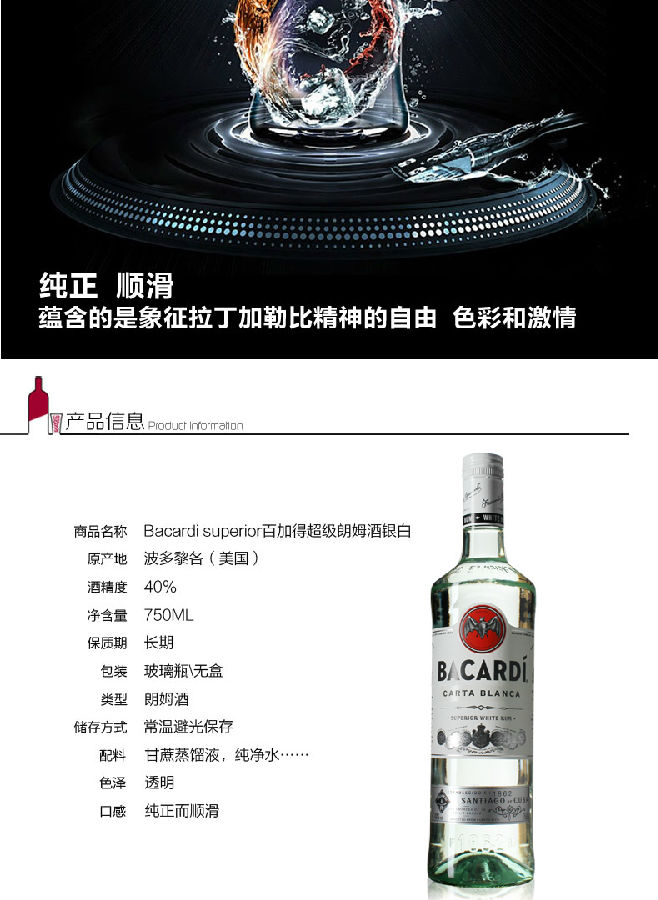 纯正 顺滑
蕴含的是象征拉丁加勒比精神的自由 色彩和激情
产品信息 Product Information
商品名称 Bacardi superior百加得超级朗姆酒银白
原产地 波多黎各（美国）
酒精度 40%
净含量 750ML
保质期 长期
包装 玻璃瓶\无盒
类型 朗姆酒
储存方式 常温避光保存
配料 甘蔗蒸馏液，纯净水……
色泽 透明
口感 纯正而顺滑
BACARDÍ
CARTA BLANCA
SUPERIOR WHITE RUM
1862
SANTIAGO DE CUBA